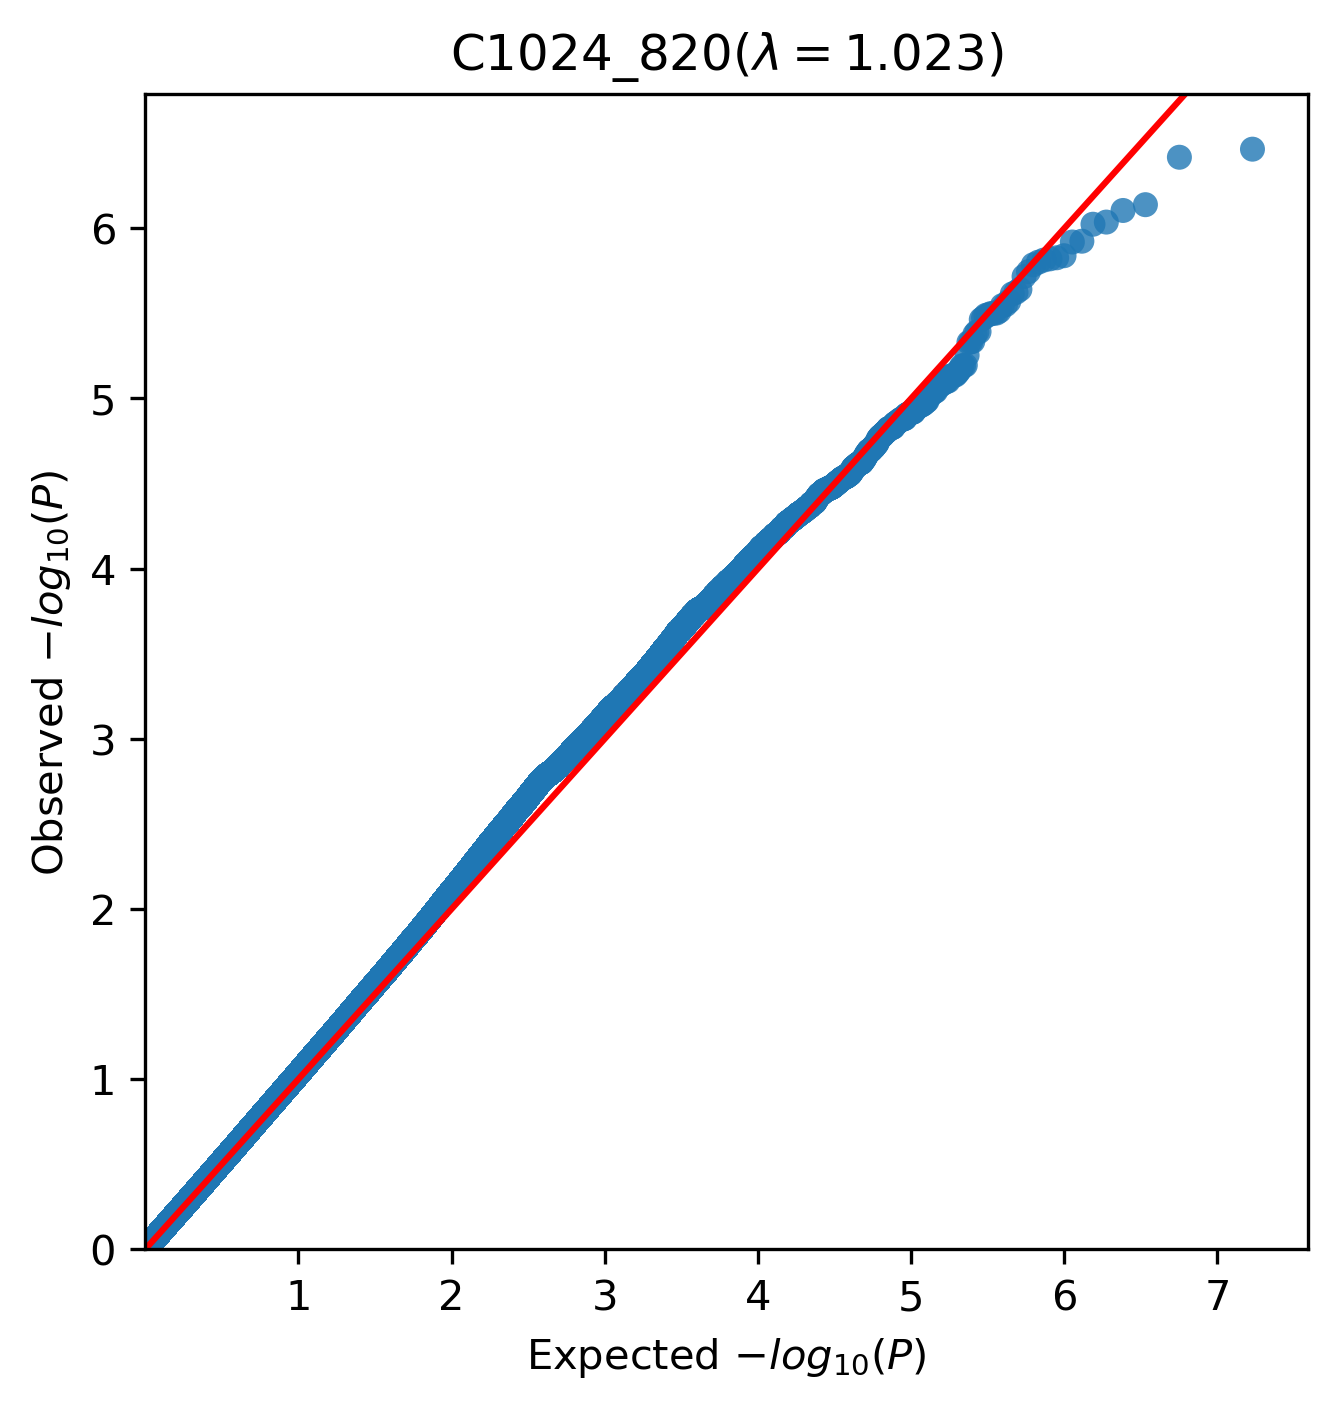 C1024_820(λ = 1.023)
6
5
4
3
2
1
0
Observed −log₁₀(P)
1 2 3 4 5 6 7
Expected −log₁₀(P)